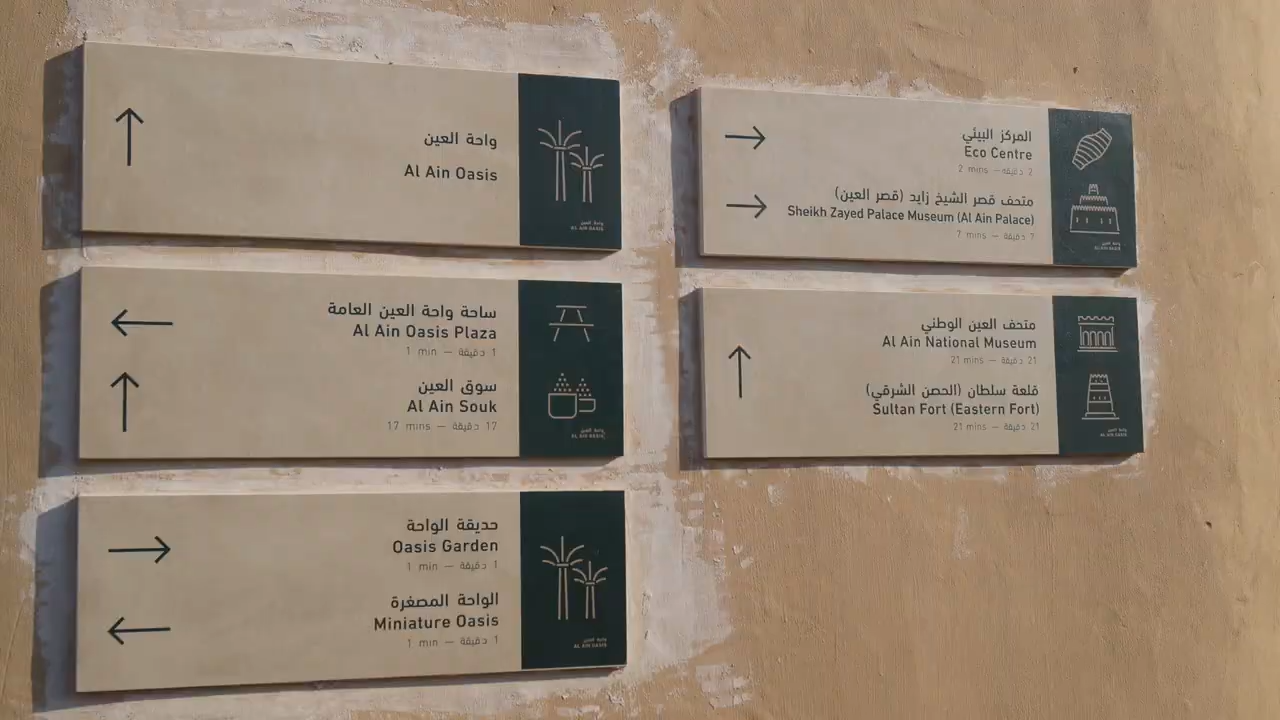 واحة العين
Al Ain Oasis
واحة العين
AL AIN OASIS
ساحة واحة العين العامة
Al Ain Oasis Plaza
1 min — 1 دقيقة
سوق العين
Al Ain Souk
17 mins — 17 دقيقة
واحة العين
AL AIN OASIS
حديقة الواحة
Oasis Garden
1 min — 1 دقيقة
الواحة المصغرة
Miniature Oasis
1 min — 1 دقيقة
واحة العين
AL AIN OASIS
المركز البيئي
Eco Centre
2 mins — 2 دقيقة
متحف قصر الشيخ زايد (قصر العين)
Sheikh Zayed Palace Museum (Al Ain Palace)
7 mins — 7 دقيقة
واحة العين
AL AIN OASIS
متحف العين الوطني
Al Ain National Museum
21 mins — 21 دقيقة
قلعة سلطان (الحصن الشرقي)
Sultan Fort (Eastern Fort)
21 mins — 21 دقيقة
واحة العين
AL AIN OASIS